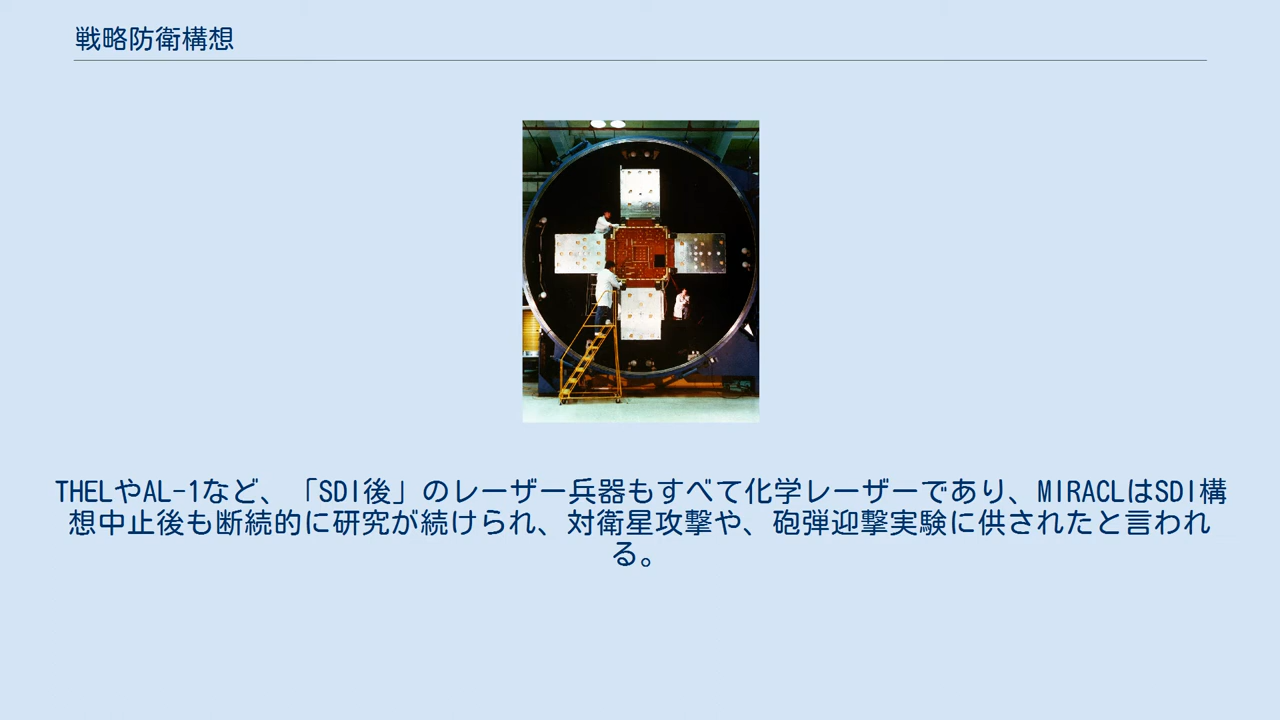 戦略防衛構想
THELやAL-1など、「SDI後」のレーザー兵器もすべて化学レーザーであり、MIRACLはSDI構
想中止後も断続的に研究が続けられ、対衛星攻撃や、砲弾迎撃実験に供されたと言われ
る。